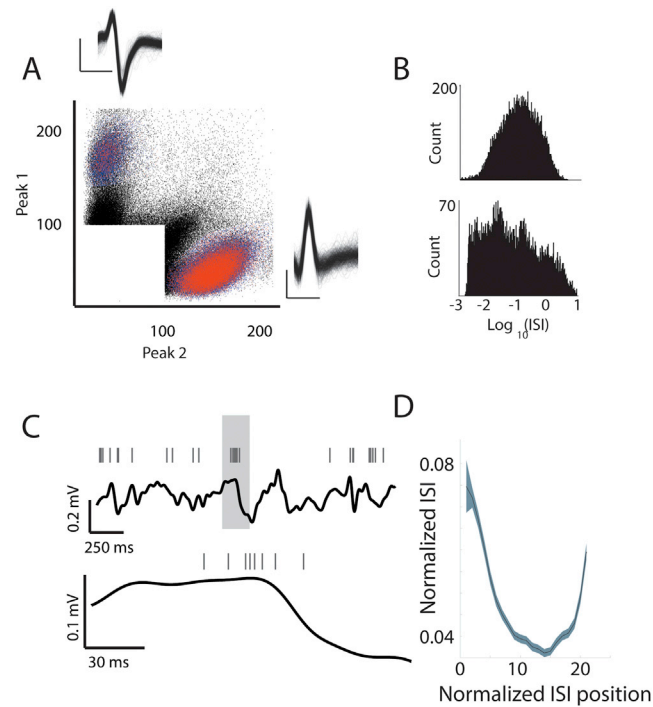 A
Peak 1
200
100
100
200
Peak 2
B
200
Count
70
Count
-3 -2 -1 0 1
Log 10 (ISI)
C
0.2 mV
250 ms
0.1 mV
30 ms
D
0.08
Normalized ISI
0.04
0 10 20
Normalized ISI position